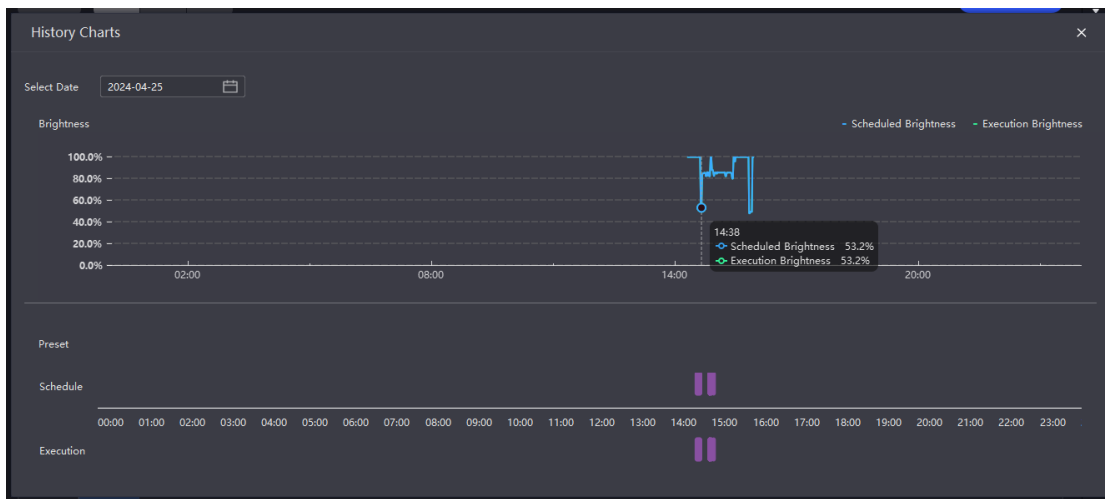 History Charts
Select Date 2024-04-25
Brightness - Scheduled Brightness - Execution Brightness
100.0%
80.0%
60.0%
40.0%
14:38
20.0% Scheduled Brightness 53.2%
0.0% Execution Brightness 53.2%
02:00 08:00 14:00 20:00
Preset
Schedule
00:00 01:00 02:00 03:00 04:00 05:00 06:00 07:00 08:00 09:00 10:00 11:00 12:00 13:00 14:00 15:00 16:00 17:00 18:00 19:00 20:00 21:00 22:00 23:00
Execution